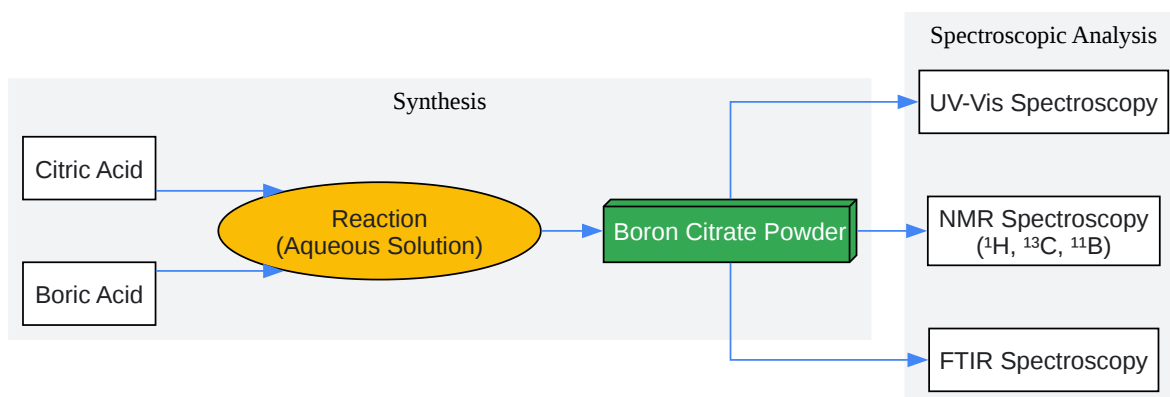 Synthesis
Citric Acid
Boric Acid
Reaction
(Aqueous Solution)
Boron Citrate Powder
Spectroscopic Analysis
UV-Vis Spectroscopy
NMR Spectroscopy
(¹H, ¹³C, ¹¹B)
FTIR Spectroscopy